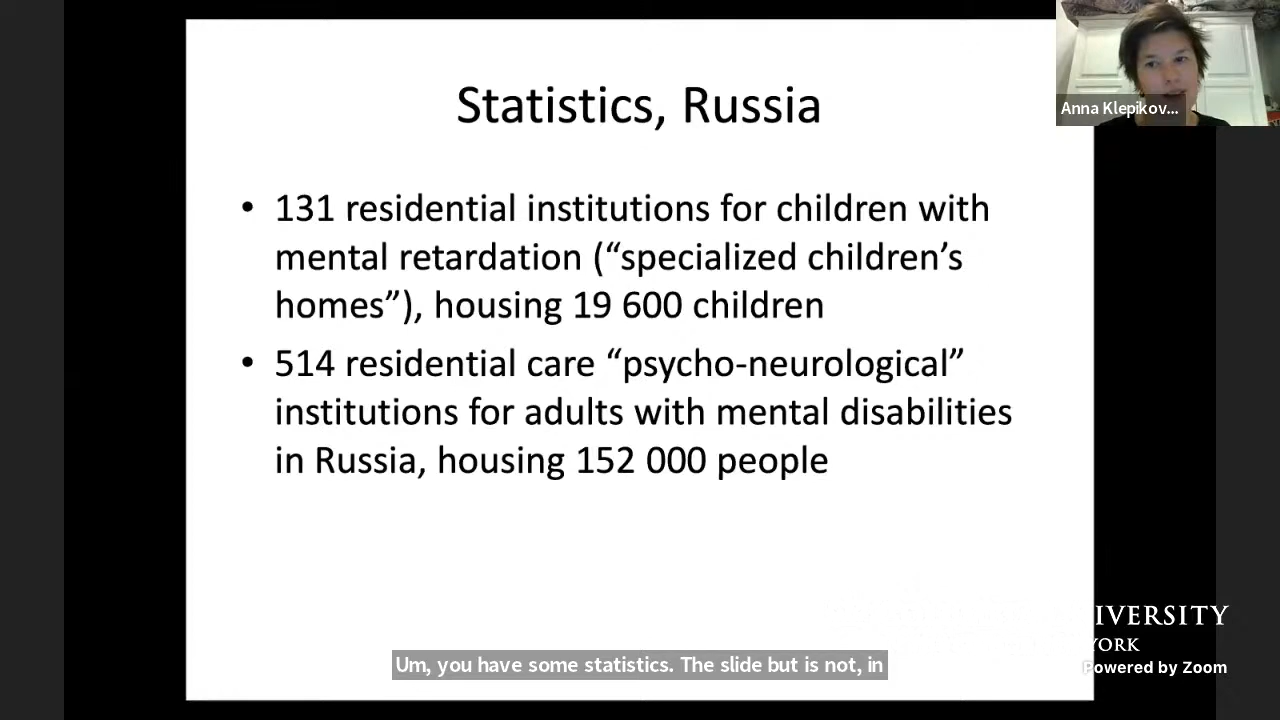 Statistics, Russia
Anna Klepikov...
• 131 residential institutions for children with
mental retardation (“specialized children’s
homes”), housing 19 600 children
• 514 residential care “psycho-neurological”
institutions for adults with mental disabilities
in Russia, housing 152 000 people
IVERSITY
YORK
Um, you have some statistics. The slide but is not, in
Powered by Zoom